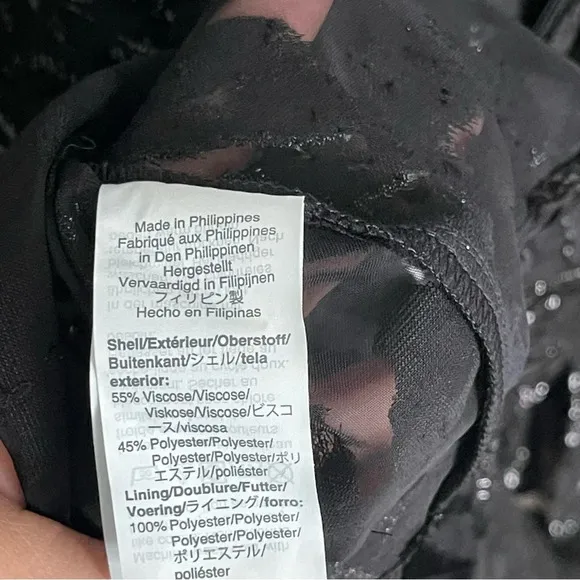 Made in Philippines
Fabriqué aux Philippines
in Den Philippinen
Hergestellt
Vervaardigd in Filipijnen
フィリピン製
Hecho en Filipinas
Shell/Extérieur/Oberstoff/
Buitenkant/シェル/tela
exterior:
55% Viscose/Viscose/
Viskose/Viscose/ビスコ
ース/viscosa
45% Polyester/Polyester/
Polyester/Polyester/ポリ
エステル/poliéster
Lining/Doublure/Futter/
Voering/ライニング/forro:
100% Polyester/Polyester/
Polyester/Polyester/
ポリエステル/
poliéster